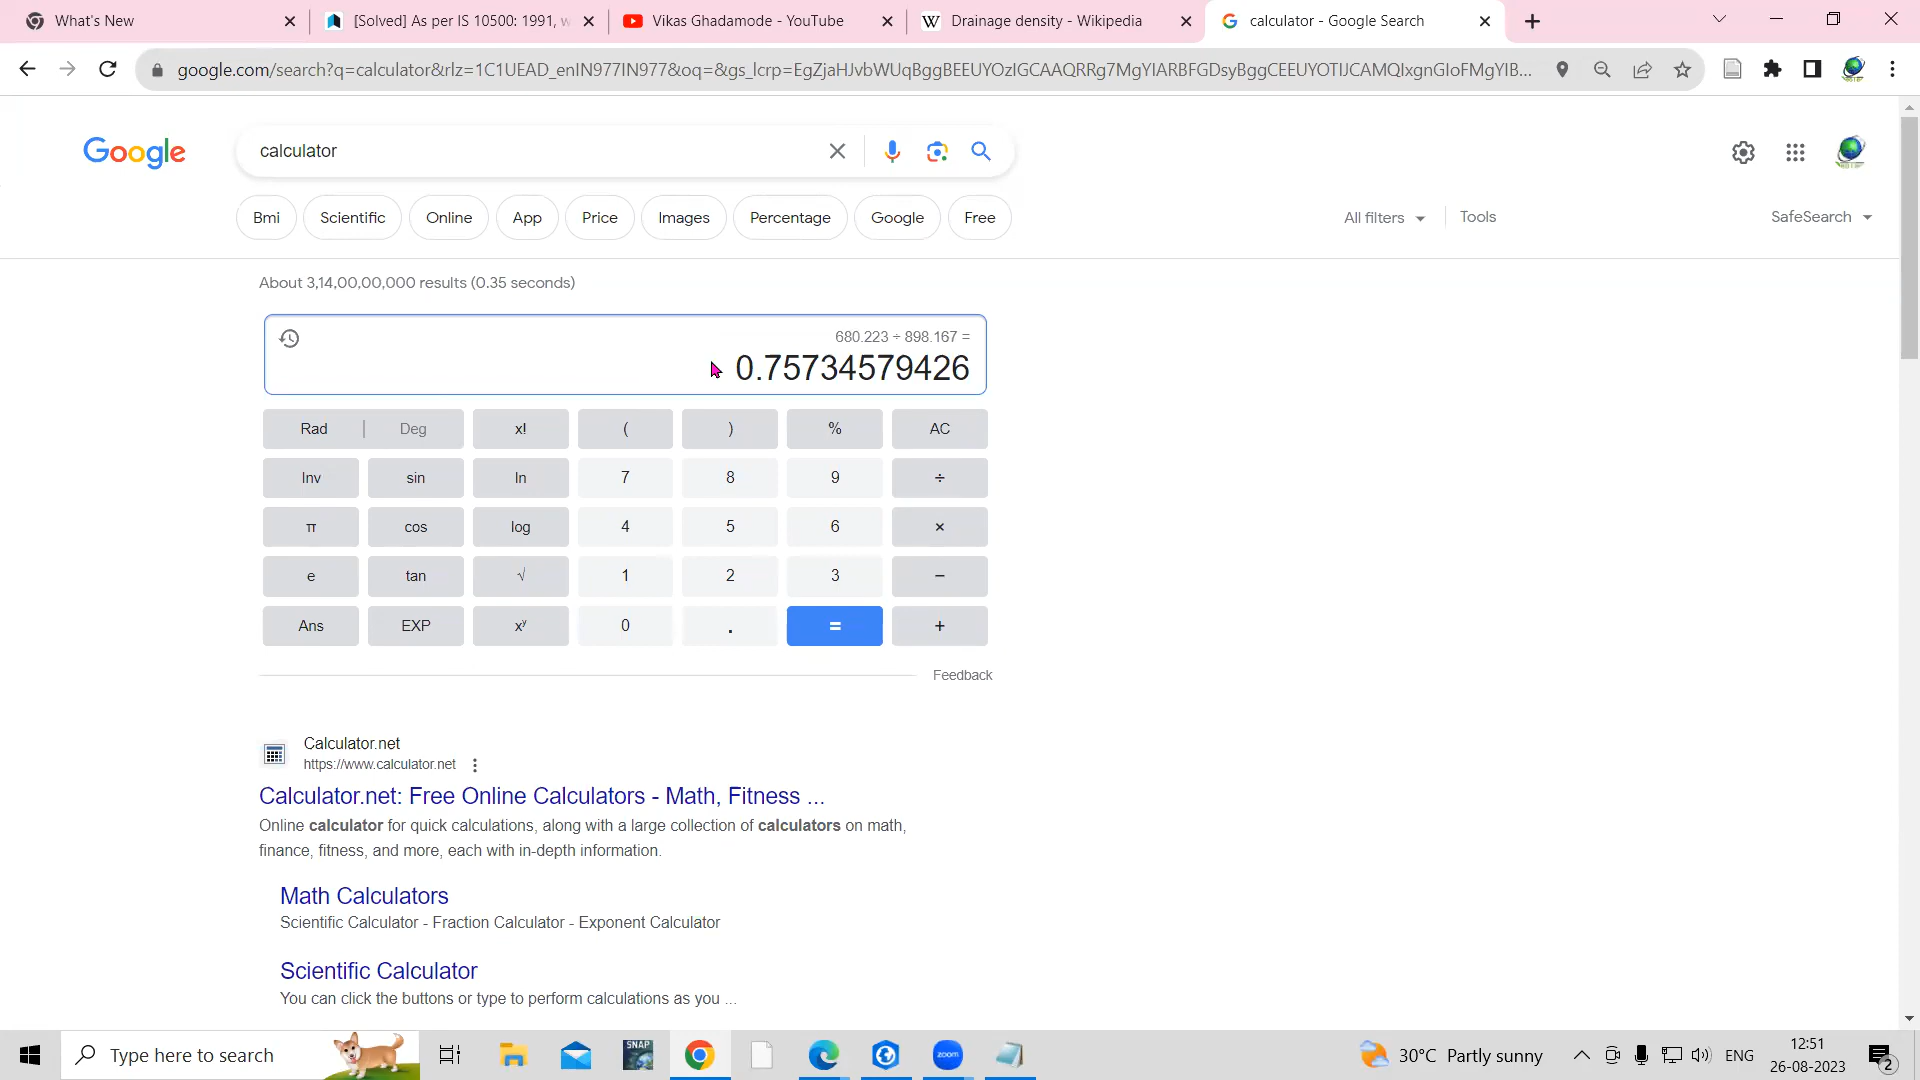 What's New
[Solved] As per IS 10500: 1991, w
Vikas Ghadamode - YouTube
Drainage density - Wikipedia
calculator - Google Search
google.com/search?q=calculator&rlz=1C1UEAD_enIN977IN977&oq=&gs_lcrp=EgZjaHJvbWUqBggBEEUYOzIGCAAQRRg7MgYIARBFGDsyBggCEEUYOTIJCAMQIxgnGIoFMgYIB...
Google
calculator
Bmi
Scientific
Online
App
Price
Images
Percentage
Google
Free
All filters
Tools
SafeSearch
About 3,14,00,00,000 results (0.35 seconds)
680.223 ÷ 898.167 =
0.75734579426
Rad | Deg x! ( ) % AC
Inv sin ln 7 8 9 ÷
π cos log 4 5 6 ×
e tan √ 1 2 3 −
Ans EXP xʸ 0 . = +
Feedback
Calculator.net
https://www.calculator.net
Calculator.net: Free Online Calculators - Math, Fitness ...
Online calculator for quick calculations, along with a large collection of calculators on math,
finance, fitness, and more, each with in-depth information.
Math Calculators
Scientific Calculator - Fraction Calculator - Exponent Calculator
Scientific Calculator
You can click the buttons or type to perform calculations as you ...
Type here to search
SNAP
zoom
30°C Partly sunny
ENG
12:51
26-08-2023
2